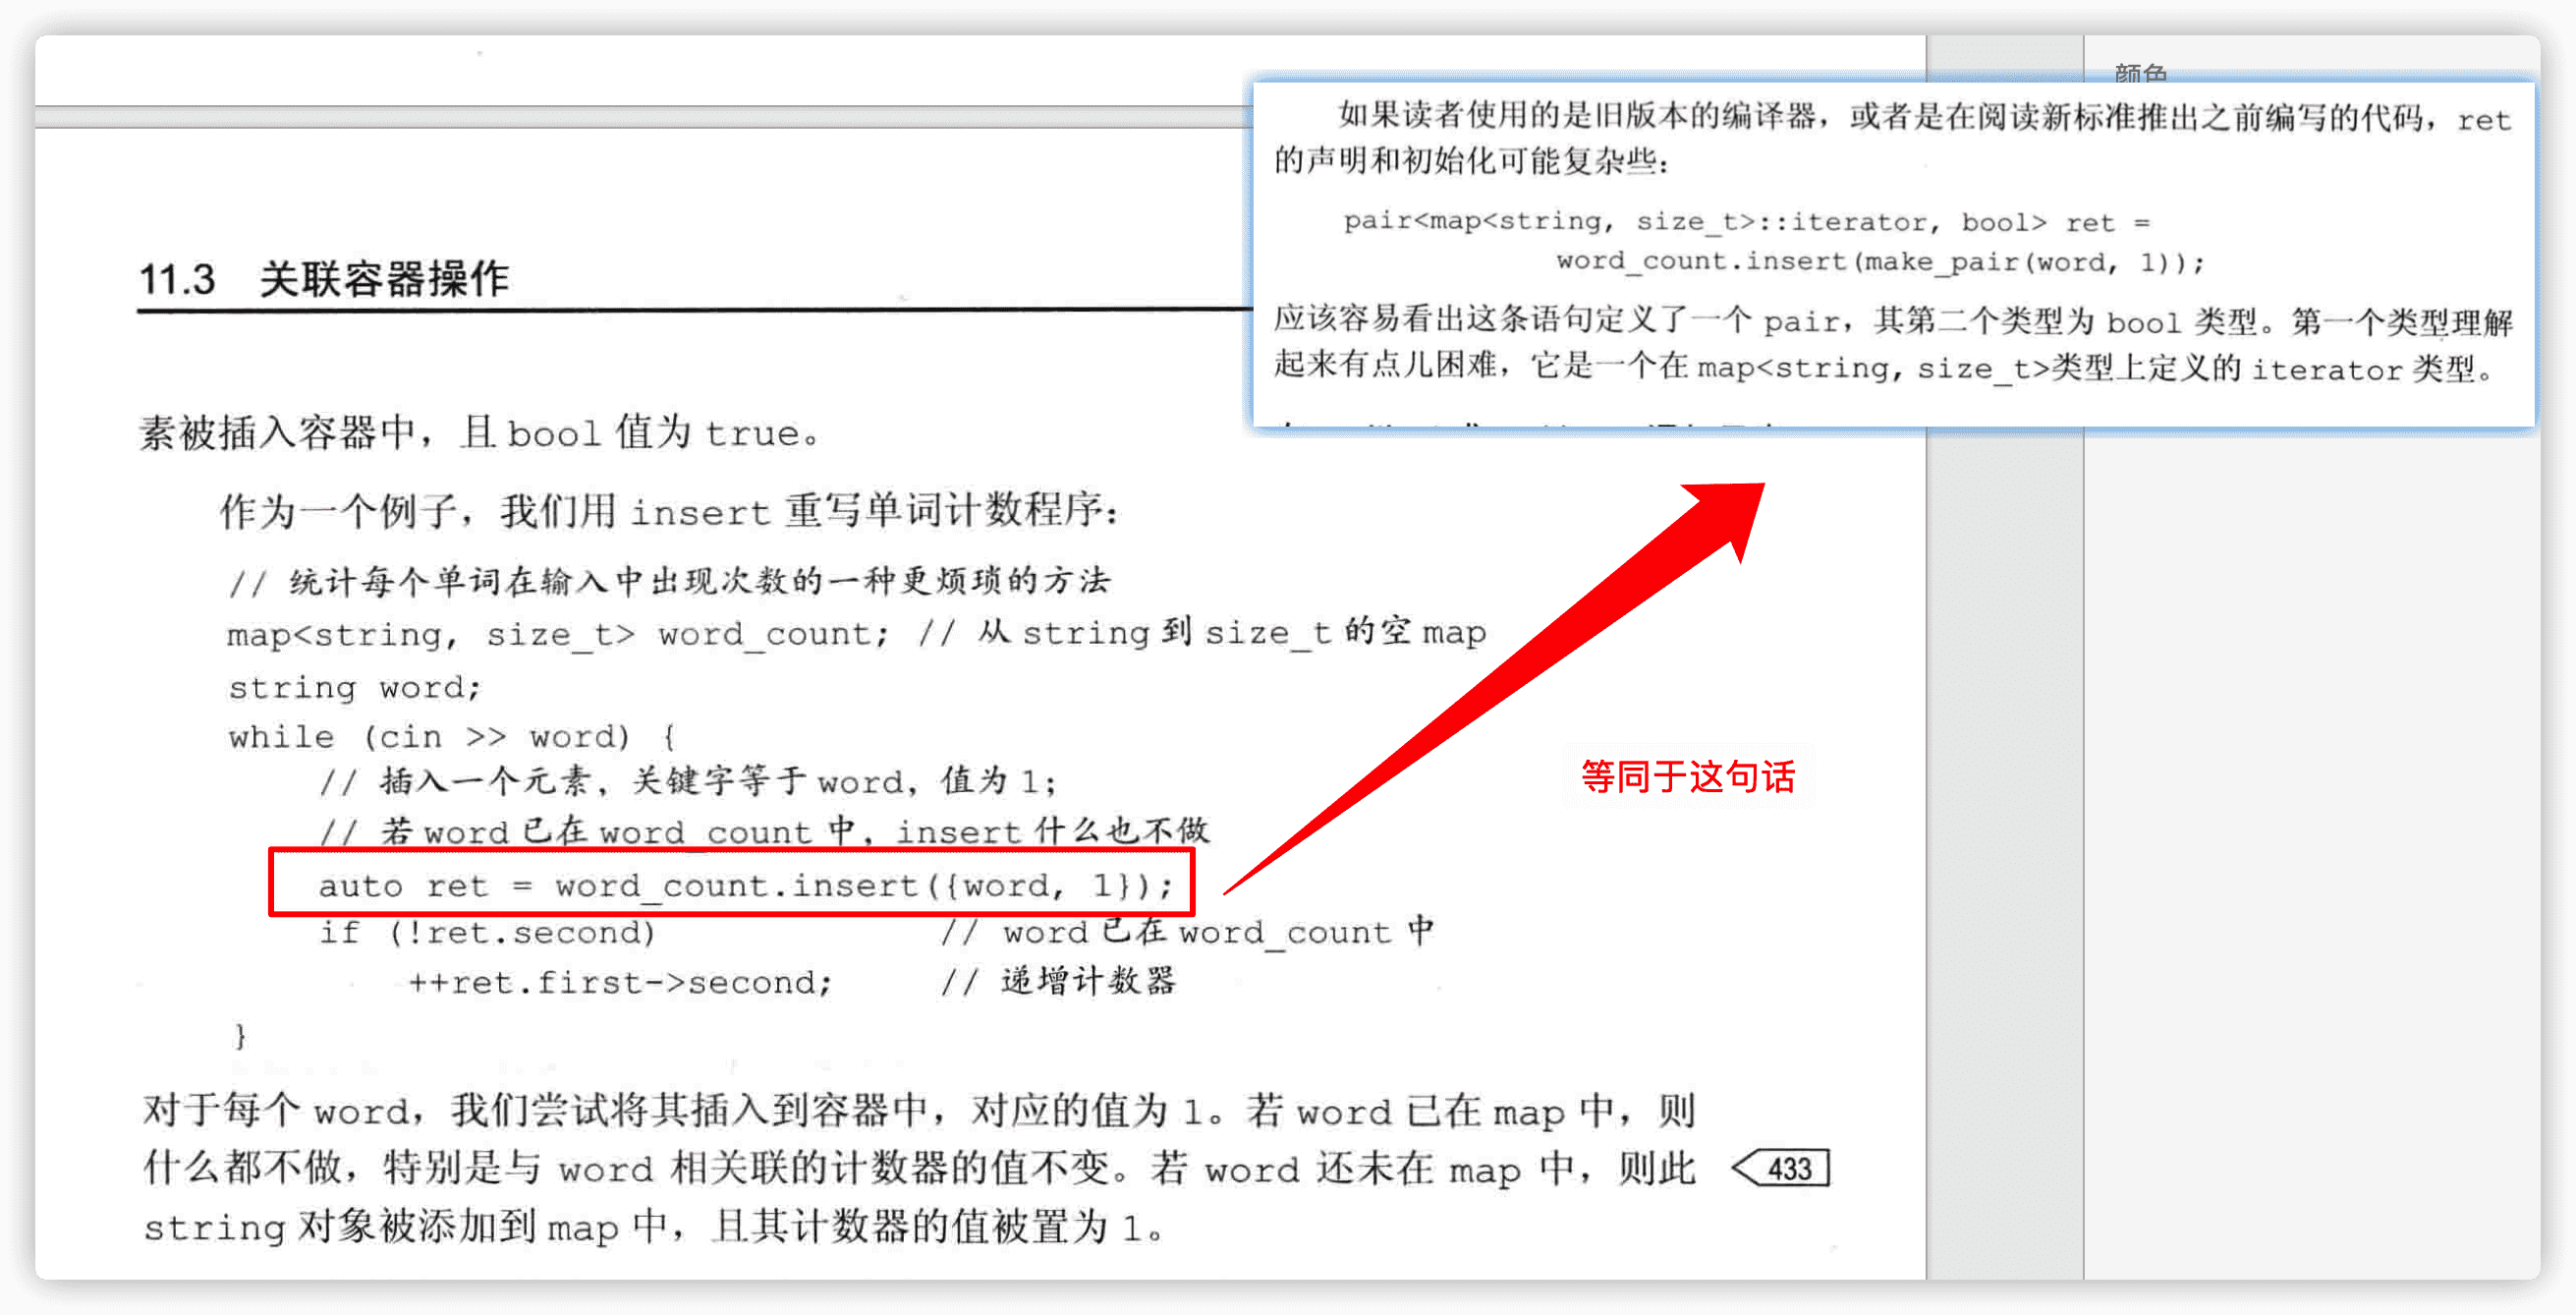 颜色
如果读者使用的是旧版本的编译器，或者是在阅读新标准推出之前编写的代码，ret
的声明和初始化可能复杂些：
pair<map<string, size_t>::iterator, bool> ret =
word_count.insert(make_pair(word, 1));
应该容易看出这条语句定义了一个 pair，其第二个类型为 bool 类型。第一个类型理解
起来有点儿困难，它是一个在 map<string, size_t>类型上定义的 iterator 类型。
11.3 关联容器操作
素被插入容器中，且 bool 值为 true。
作为一个例子，我们用 insert 重写单词计数程序：
// 统计每个单词在输入中出现次数的一种更烦琐的方法
map<string, size_t> word_count; // 从 string 到 size_t 的空 map
string word;
while (cin >> word) {
// 插入一个元素，关键字等于 word，值为 1；
// 若 word 已在 word_count 中，insert 什么也不做
auto ret = word_count.insert({word, 1});
if (!ret.second) // word 已在 word_count 中
++ret.first->second; // 递增计数器
}
等同于这句话
对于每个 word，我们尝试将其插入到容器中，对应的值为 1。若 word 已在 map 中，则
什么都不做，特别是与 word 相关联的计数器的值不变。若 word 还未在 map 中，则此
433
string 对象被添加到 map 中，且其计数器的值被置为 1。